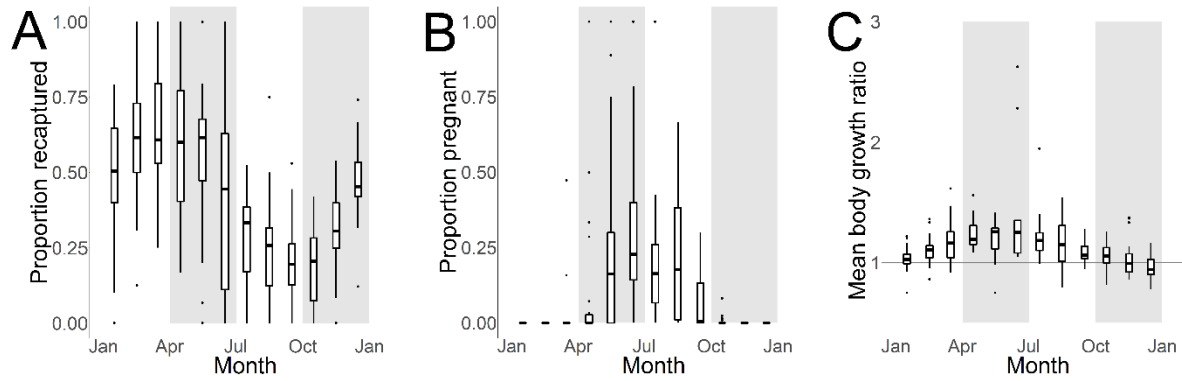 A
Proportion recaptured
1.00
0.75
0.50
0.25
0.00
Jan Apr Jul Oct Jan
Month
B
Proportion pregnant
1.00
0.75
0.50
0.25
0.00
Jan Apr Jul Oct Jan
Month
C
Mean body growth ratio
3
2
1
Jan Apr Jul Oct Jan
Month